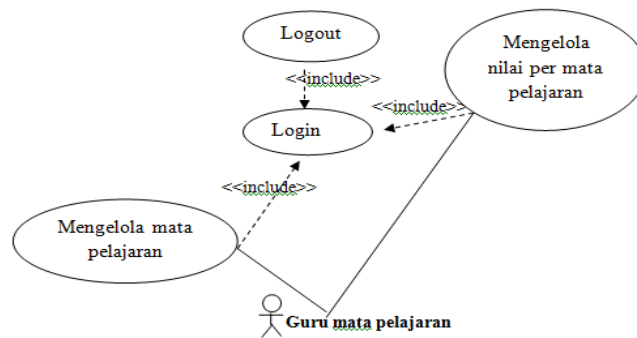 Logout
Mengelola
nilai per mata
pelajaran
<<include>>
<<include>>
Login
<<include>>
Mengelola mata
pelajaran
Guru mata pelajaran